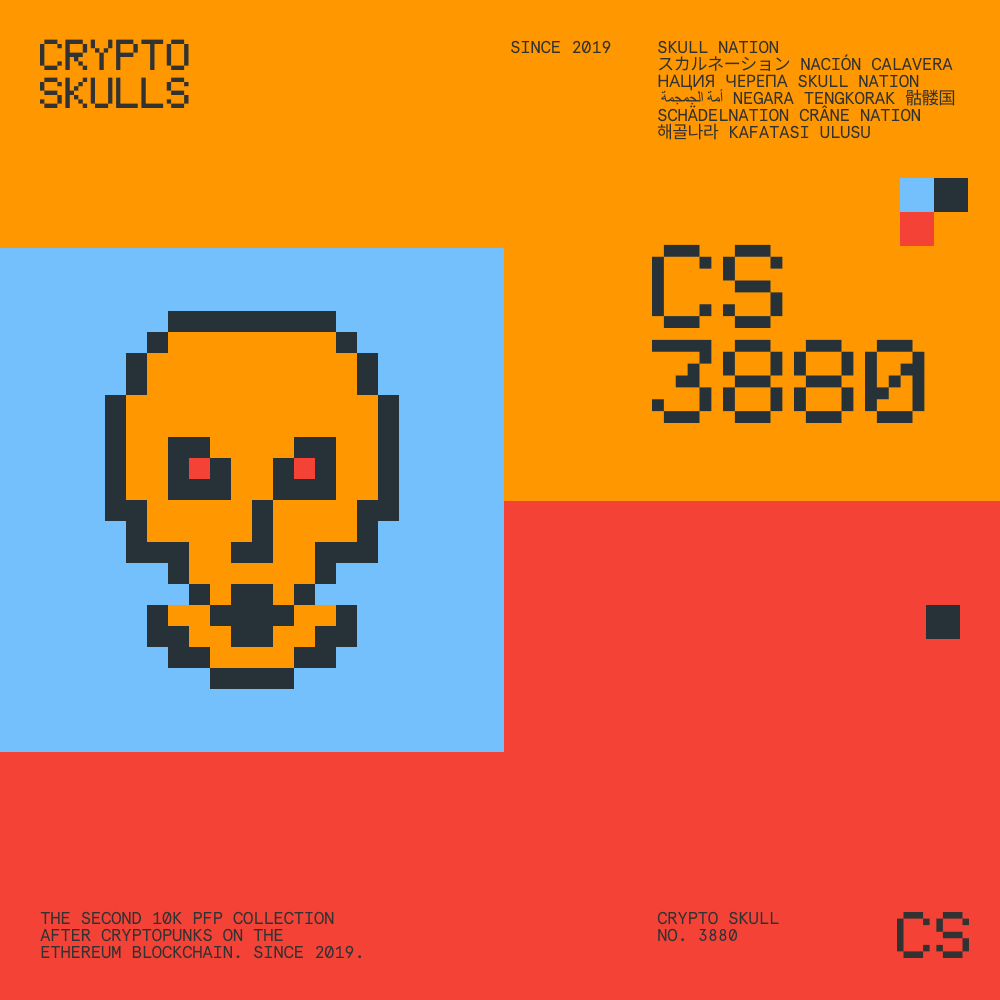 CRYPTO
SKULLS
SINCE 2019
SKULL NATION
スカルネーション NACIÓN CALAVERA
НАЦИЯ ЧЕРЕПА SKULL NATION
أمة الجمجمة NEGARA TENGKORAK 骷髅国
SCHÄDELNATION CRÂNE NATION
해골나라 KAFATASI ULUSU
CS
3880
THE SECOND 10K PFP COLLECTION
AFTER CRYPTOPUNKS ON THE
ETHEREUM BLOCKCHAIN. SINCE 2019.
CRYPTO SKULL
NO. 3880
CS